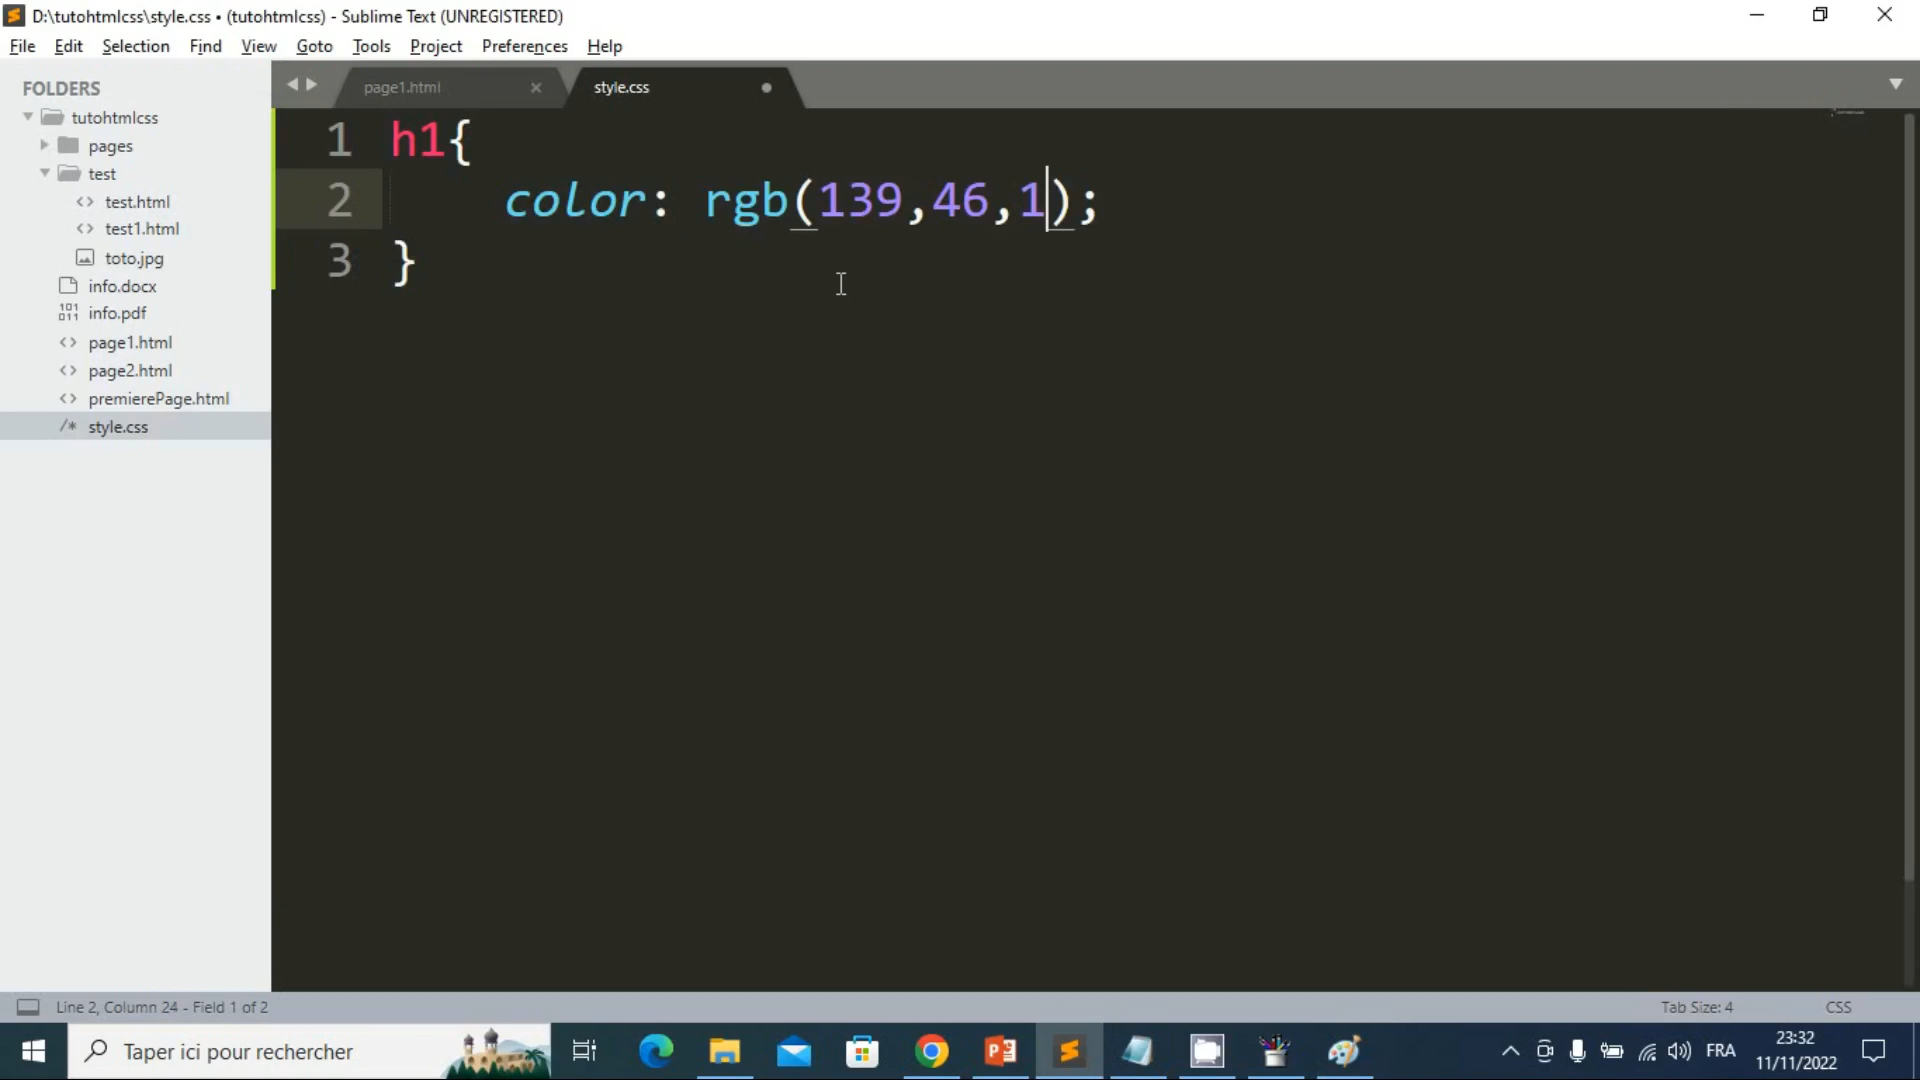 D:\tutohtmlcss\style.css • (tutohtmlcss) - Sublime Text (UNREGISTERED)
File Edit Selection Find View Goto Tools Project Preferences Help
FOLDERS
tutohtmlcss
pages
test
test.html
test1.html
toto.jpg
info.docx
info.pdf
page1.html
page2.html
premierePage.html
/* style.css
page1.html style.css
1 h1{
2 color: rgb(139,46,1);
3 }
Line 2, Column 24 - Field 1 of 2 Tab Size: 4 CSS
Taper ici pour rechercher
FRA
23:32
11/11/2022